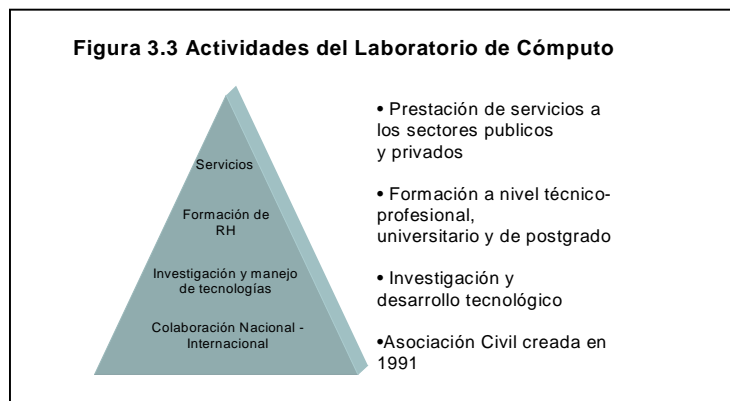 Figura 3.3 Actividades del Laboratorio de Cómputo
Servicios
Formación de
RH
Investigación y manejo
de tecnologías
Colaboración Nacional -
Internacional
• Prestación de servicios a
los sectores publicos
y privados
• Formación a nivel técnico-
profesional,
universitario y de postgrado
• Investigación y
desarrollo tecnológico
•Asociación Civil creada en
1991